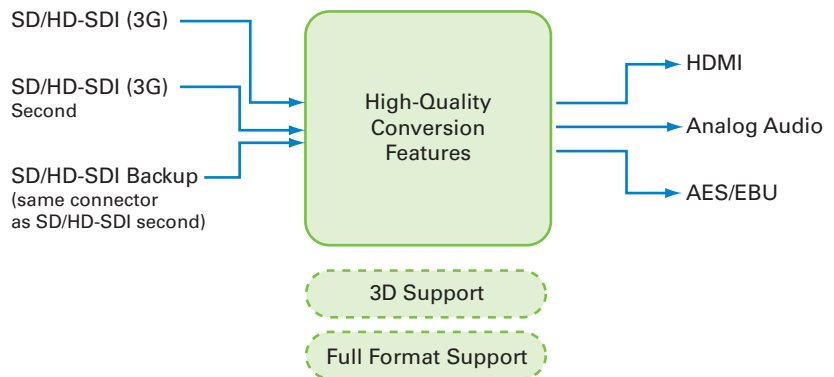 SD/HD-SDI (3G)
SD/HD-SDI (3G)
Second
SD/HD-SDI Backup
(same connector
as SD/HD-SDI second)
High-Quality
Conversion
Features
HDMI
Analog Audio
AES/EBU
3D Support
Full Format Support